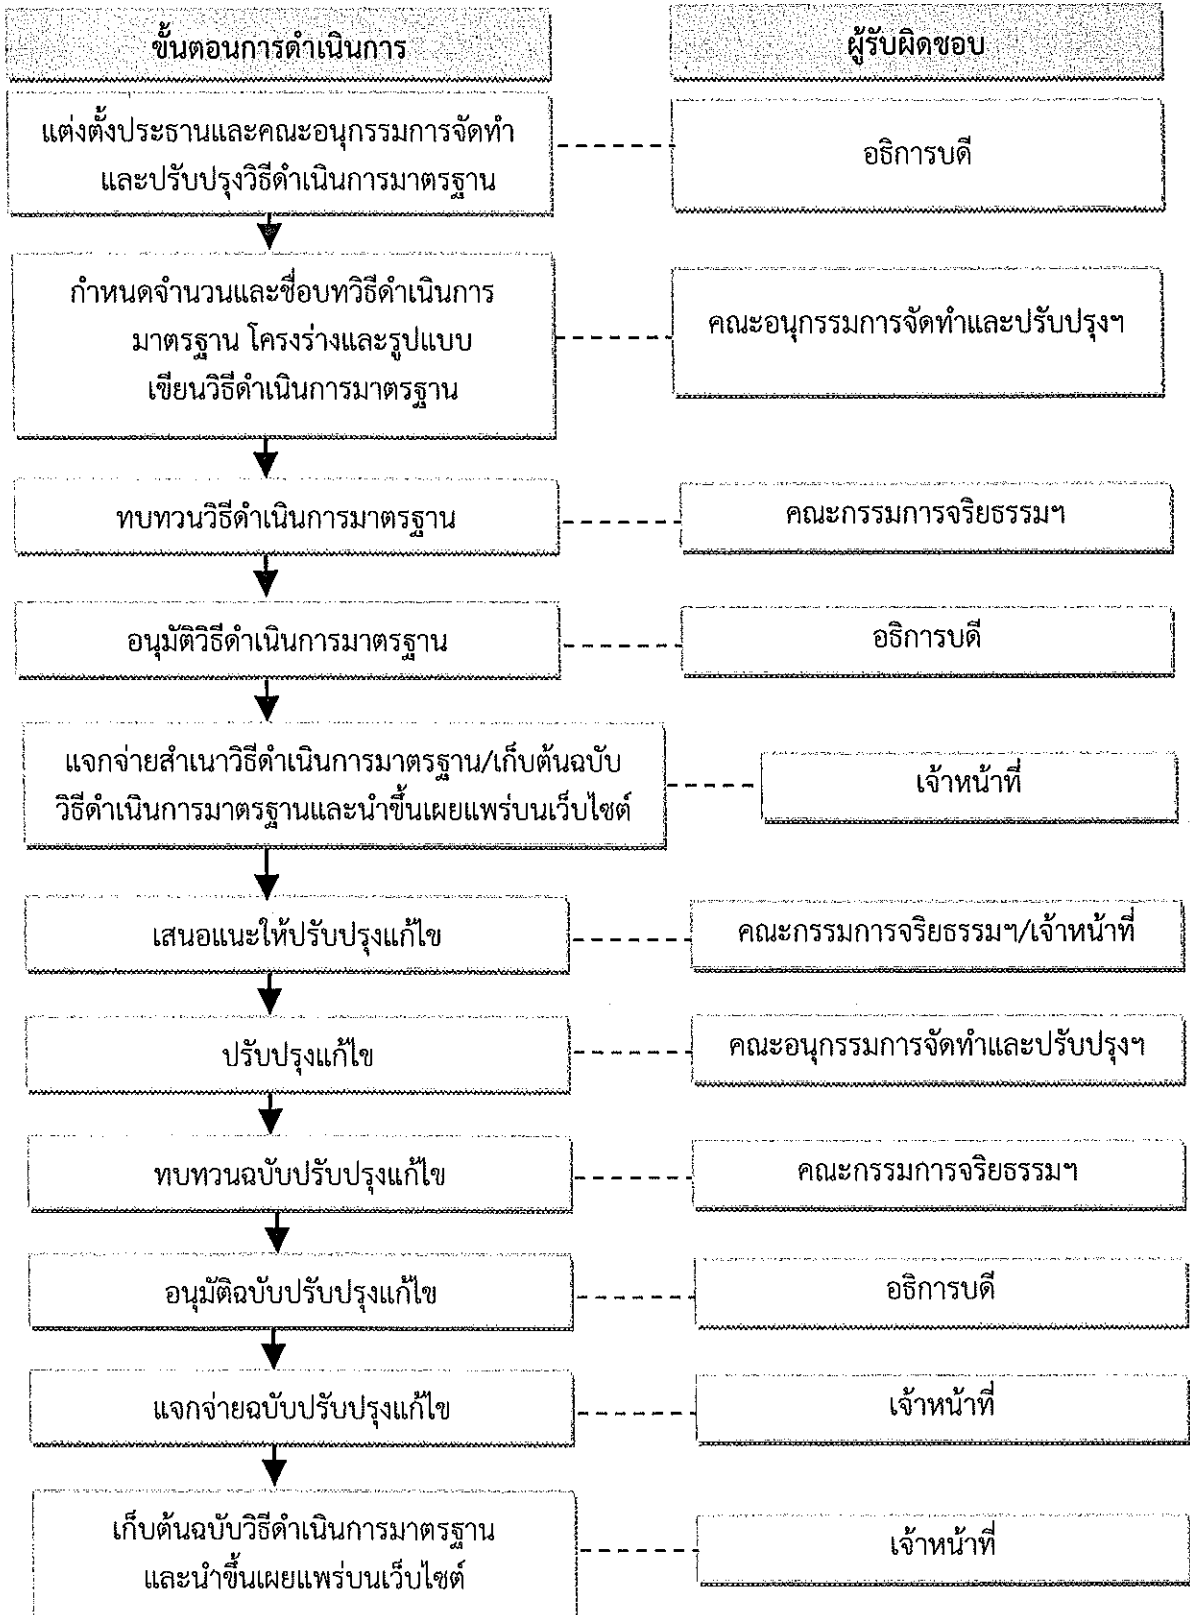 ขั้นตอนการดำเนินการ
ผู้รับผิดชอบ
แต่งตั้งประธานและคณะอนุกรรมการจัดทำ
และปรับปรุงวิธีดำเนินการมาตรฐาน
อธิการบดี
กำหนดจำนวนและชื่อบทวิธีดำเนินการ
มาตรฐาน โครงร่างและรูปแบบ
เขียนวิธีดำเนินการมาตรฐาน
คณะอนุกรรมการจัดทำและปรับปรุงฯ
ทบทวนวิธีดำเนินการมาตรฐาน
คณะกรรมการจริยธรรมฯ
อนุมัติวิธีดำเนินการมาตรฐาน
อธิการบดี
แจกจ่ายสำเนาวิธีดำเนินการมาตรฐาน/เก็บต้นฉบับ
วิธีดำเนินการมาตรฐานและนำขึ้นเผยแพร่บนเว็บไซต์
เจ้าหน้าที่
เสนอแนะให้ปรับปรุงแก้ไข
คณะกรรมการจริยธรรมฯ/เจ้าหน้าที่
ปรับปรุงแก้ไข
คณะอนุกรรมการจัดทำและปรับปรุงฯ
ทบทวนฉบับปรับปรุงแก้ไข
คณะกรรมการจริยธรรมฯ
อนุมัติฉบับปรับปรุงแก้ไข
อธิการบดี
แจกจ่ายฉบับปรับปรุงแก้ไข
เจ้าหน้าที่
เก็บต้นฉบับวิธีดำเนินการมาตรฐาน
และนำขึ้นเผยแพร่บนเว็บไซต์
เจ้าหน้าที่